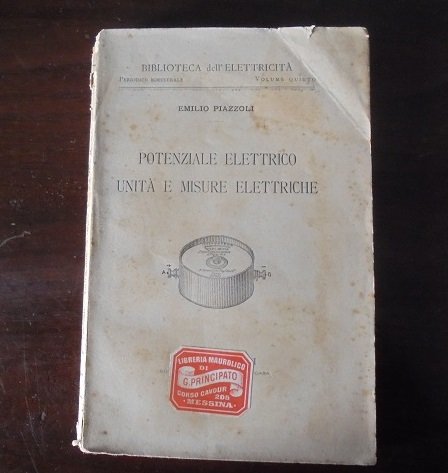 BIBLIOTECA dell'ELETTRICITÀ
PERIODICO BIMESTRALE VOLUME QUINTO
EMILIO PIAZZOLI
POTENZIALE ELETTRICO
UNITÀ E MISURE ELETTRICHE
A B
LIBRERIA MAUROLICO
DI
G. PRINCIPATO
CORSO CAVOUR
205
MESSINA